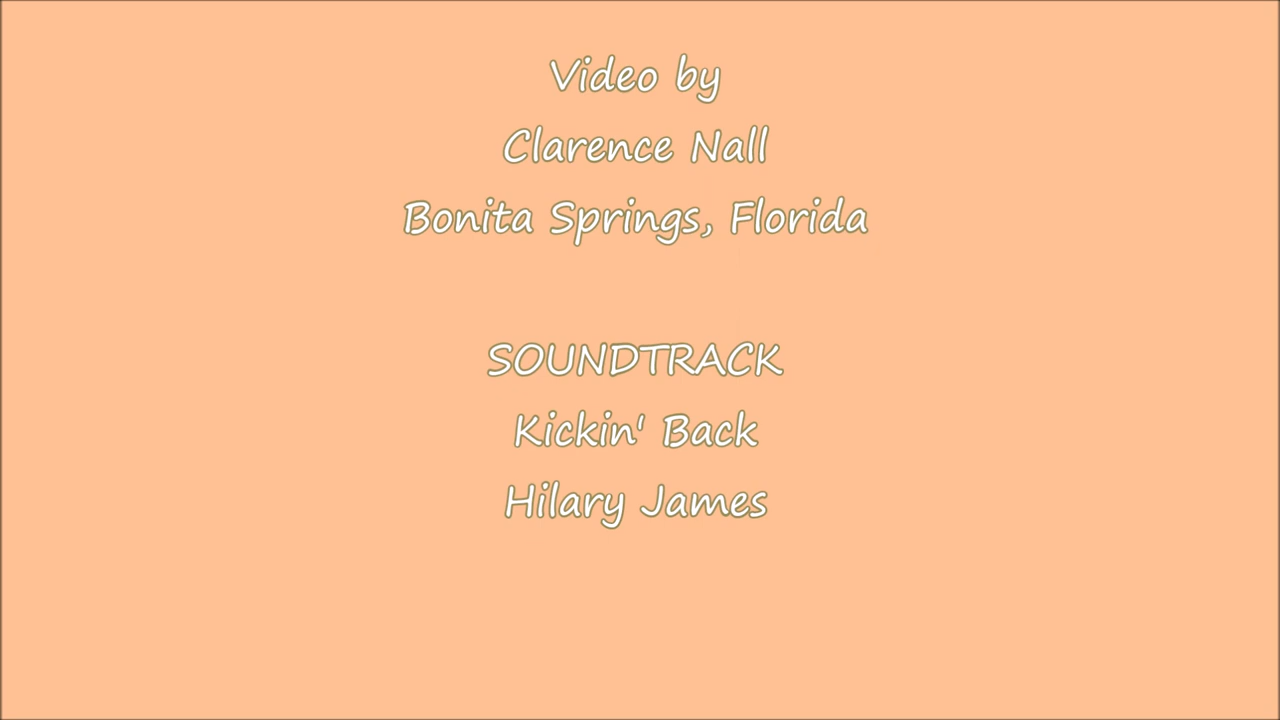 Video by
Clarence Nall
Bonita Springs, Florida
SOUNDTRACK
Kickin' Back
Hilary James